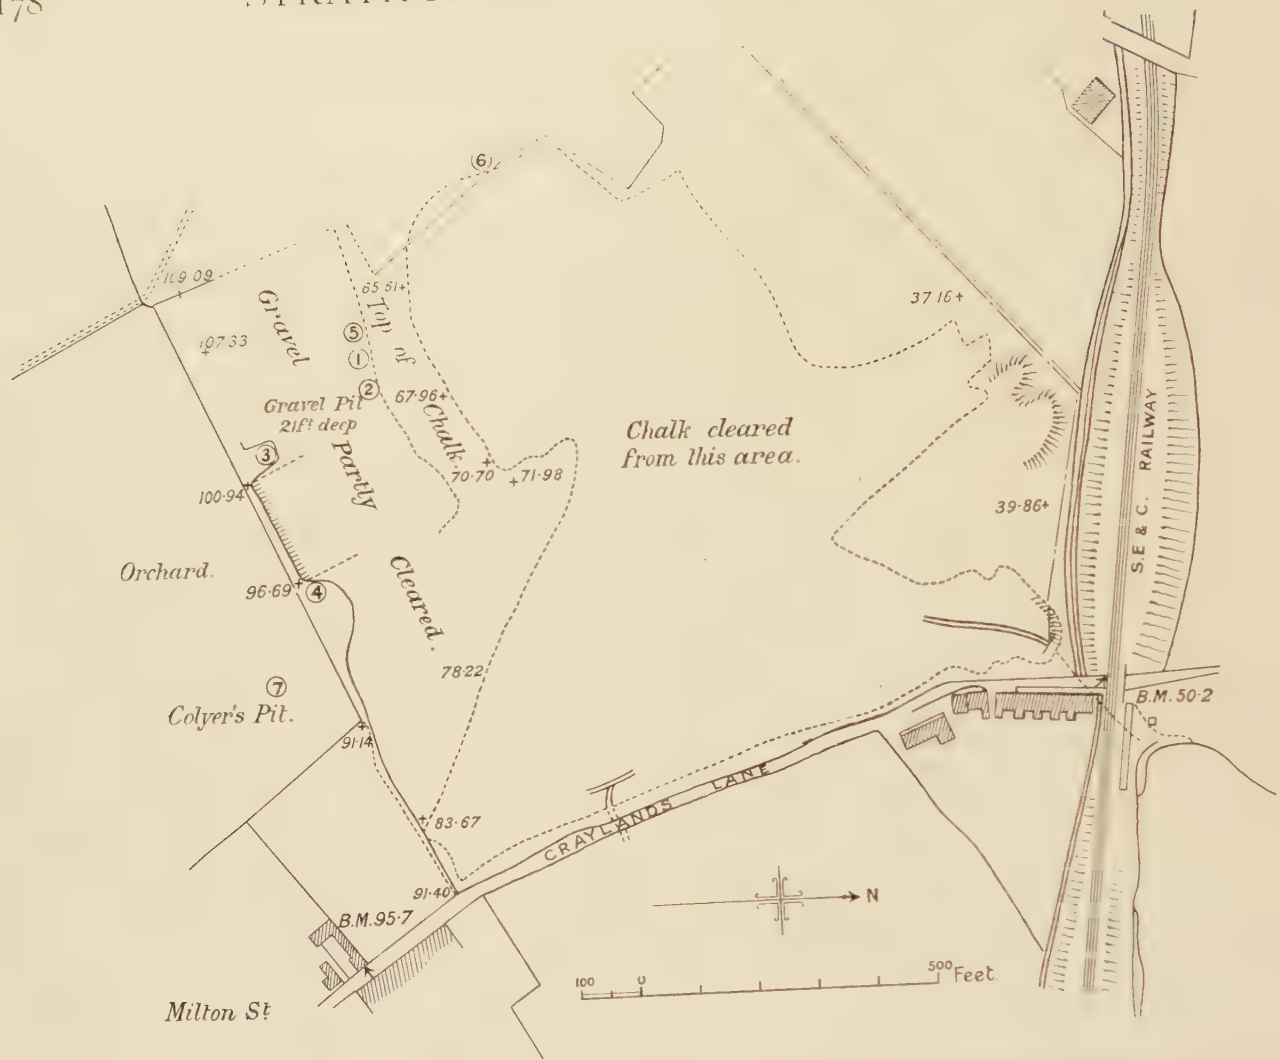 178
⑥
109·09
65·61+
37·16+
107·33
Gravel
Top of
⑤
①
②
67·96+
Gravel Pit
21ft deep
Chalk.
Partly
Chalk cleared
from this area.
③
100·94
70·70
71·98
39·86+
S.E & C. RAILWAY
Orchard.
96·69
④
Cleared.
78·22
⑦
Colyer's Pit.
91·14
B.M. 50·2
83·67
CRAYLANDS LANE
91·40
N
B.M. 95·7
100 0 500 Feet.
Milton St